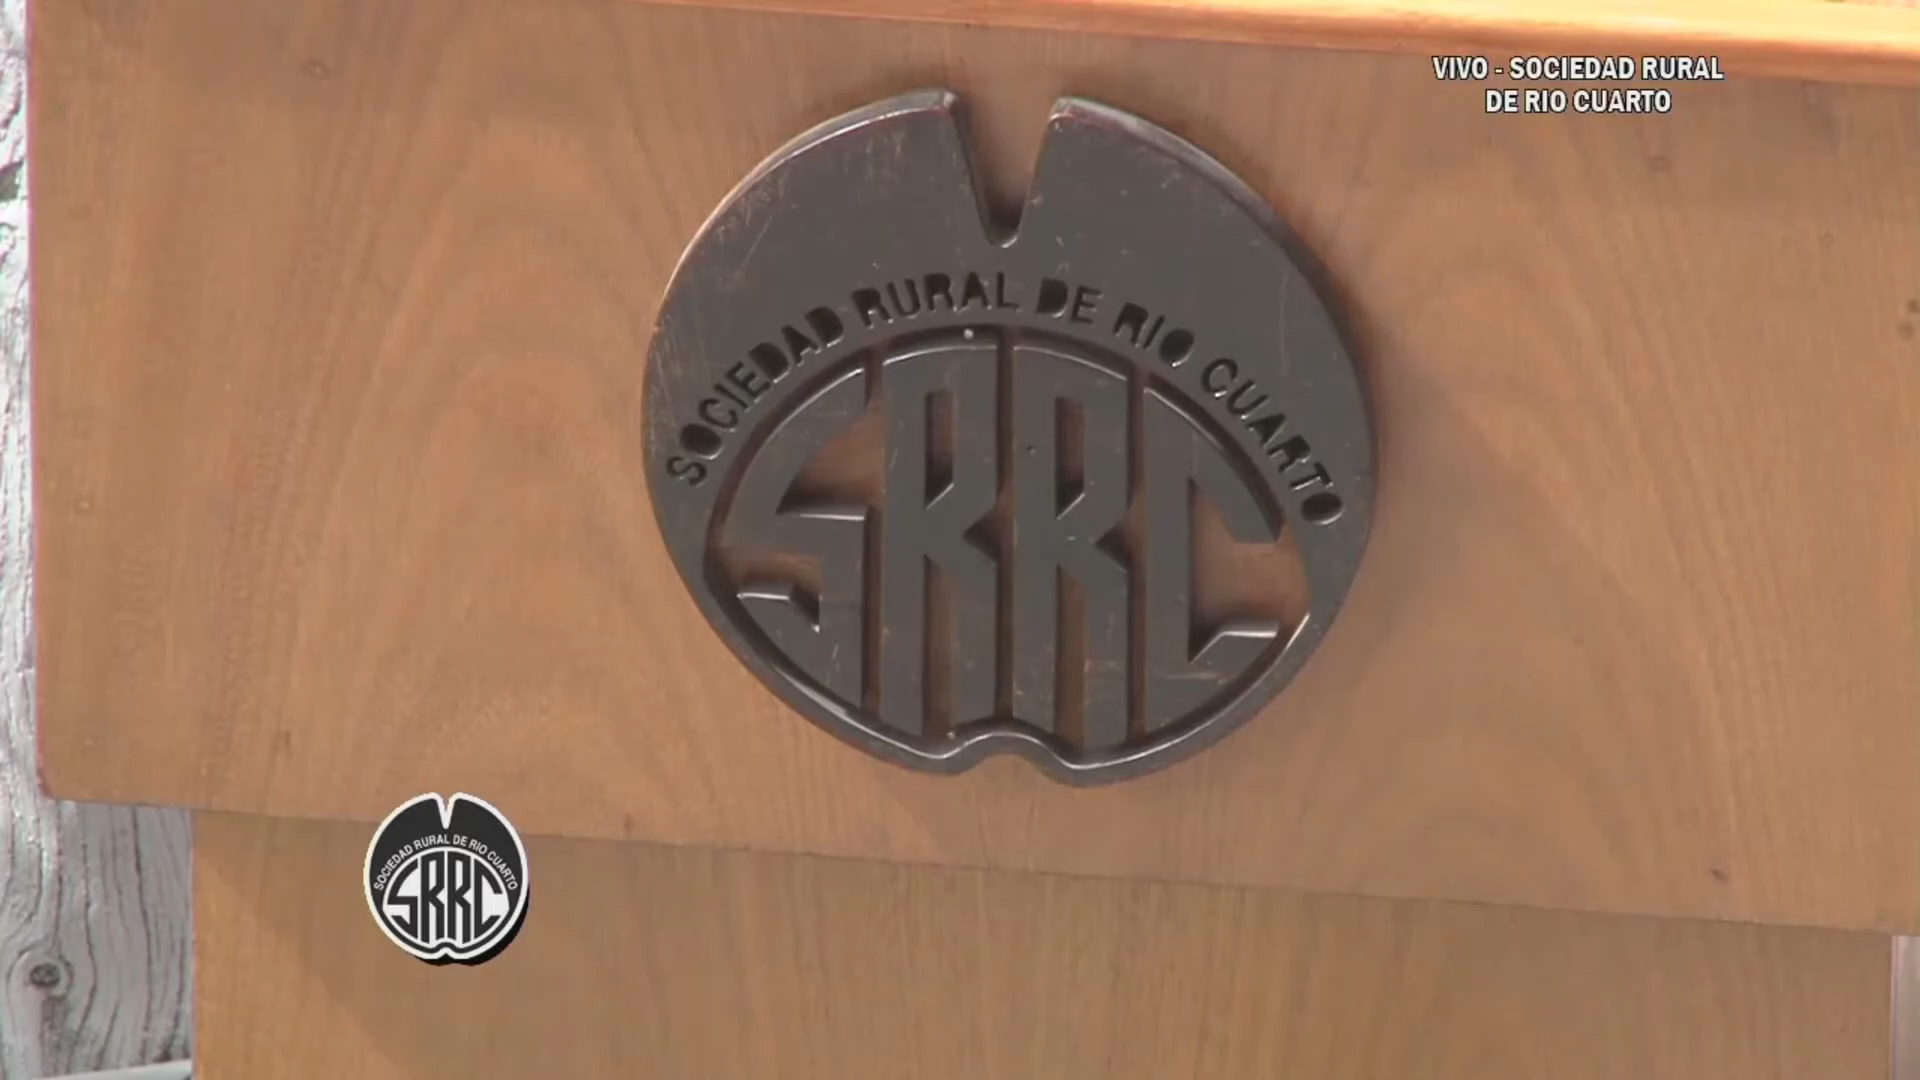 VIVO - SOCIEDAD RURAL
DE RIO CUARTO
SOCIEDAD RURAL DE RIO CUARTO
SRRC
SOCIEDAD RURAL DE RIO CUARTO
SRRC